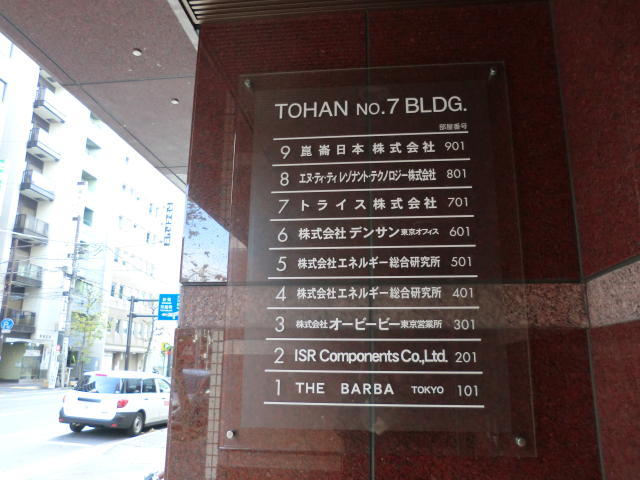 TOHAN NO.7 BLDG.
部屋番号
9 崑崙日本株式会社 901
8 エヌ・ティ・ティ レゾナント・テクノロジー株式会社 801
7 トライス株式会社 701
6 株式会社デンサン東京オフィス 601
5 株式会社エネルギー総合研究所 501
4 株式会社エネルギー総合研究所 401
3 株式会社オービービー東京営業所 301
2 ISR Components Co., Ltd. 201
1 THE BARBA TOKYO 101